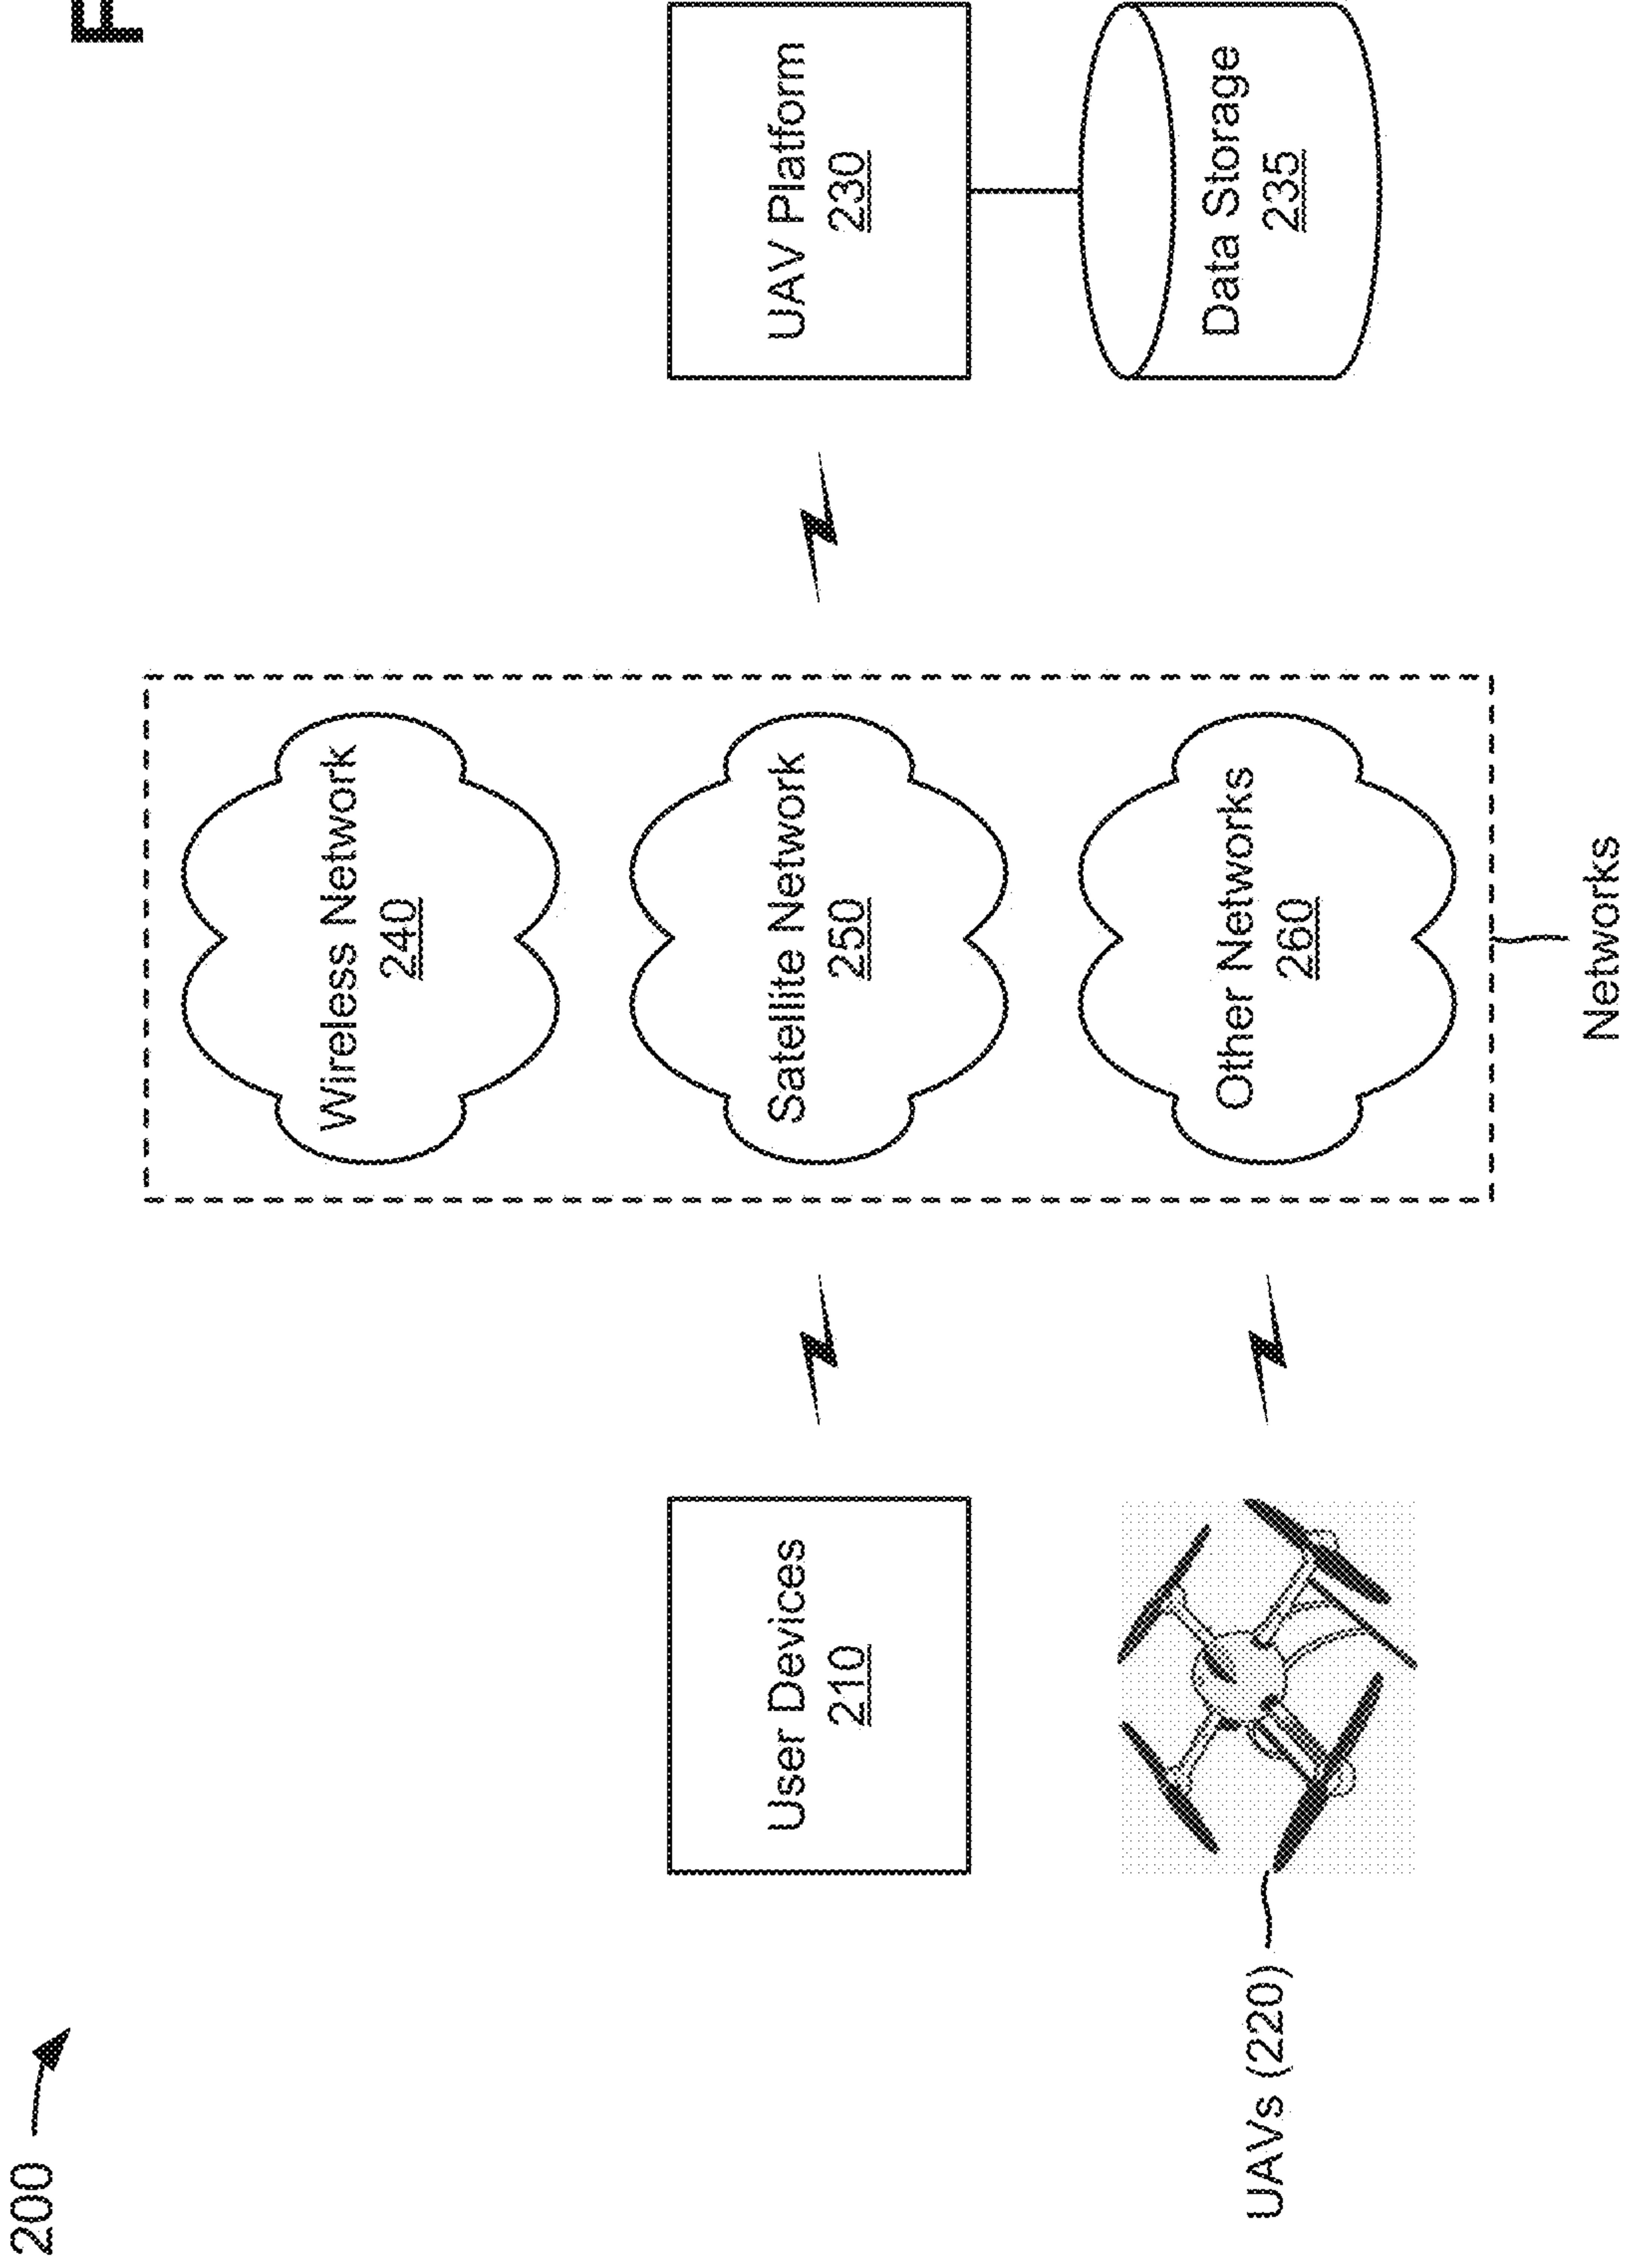 200
F
Wireless Network
240
User Devices
210
Satellite Network
250
UAV Platform
230
UAVs (220)
Other Networks
260
Data Storage
235
Networks